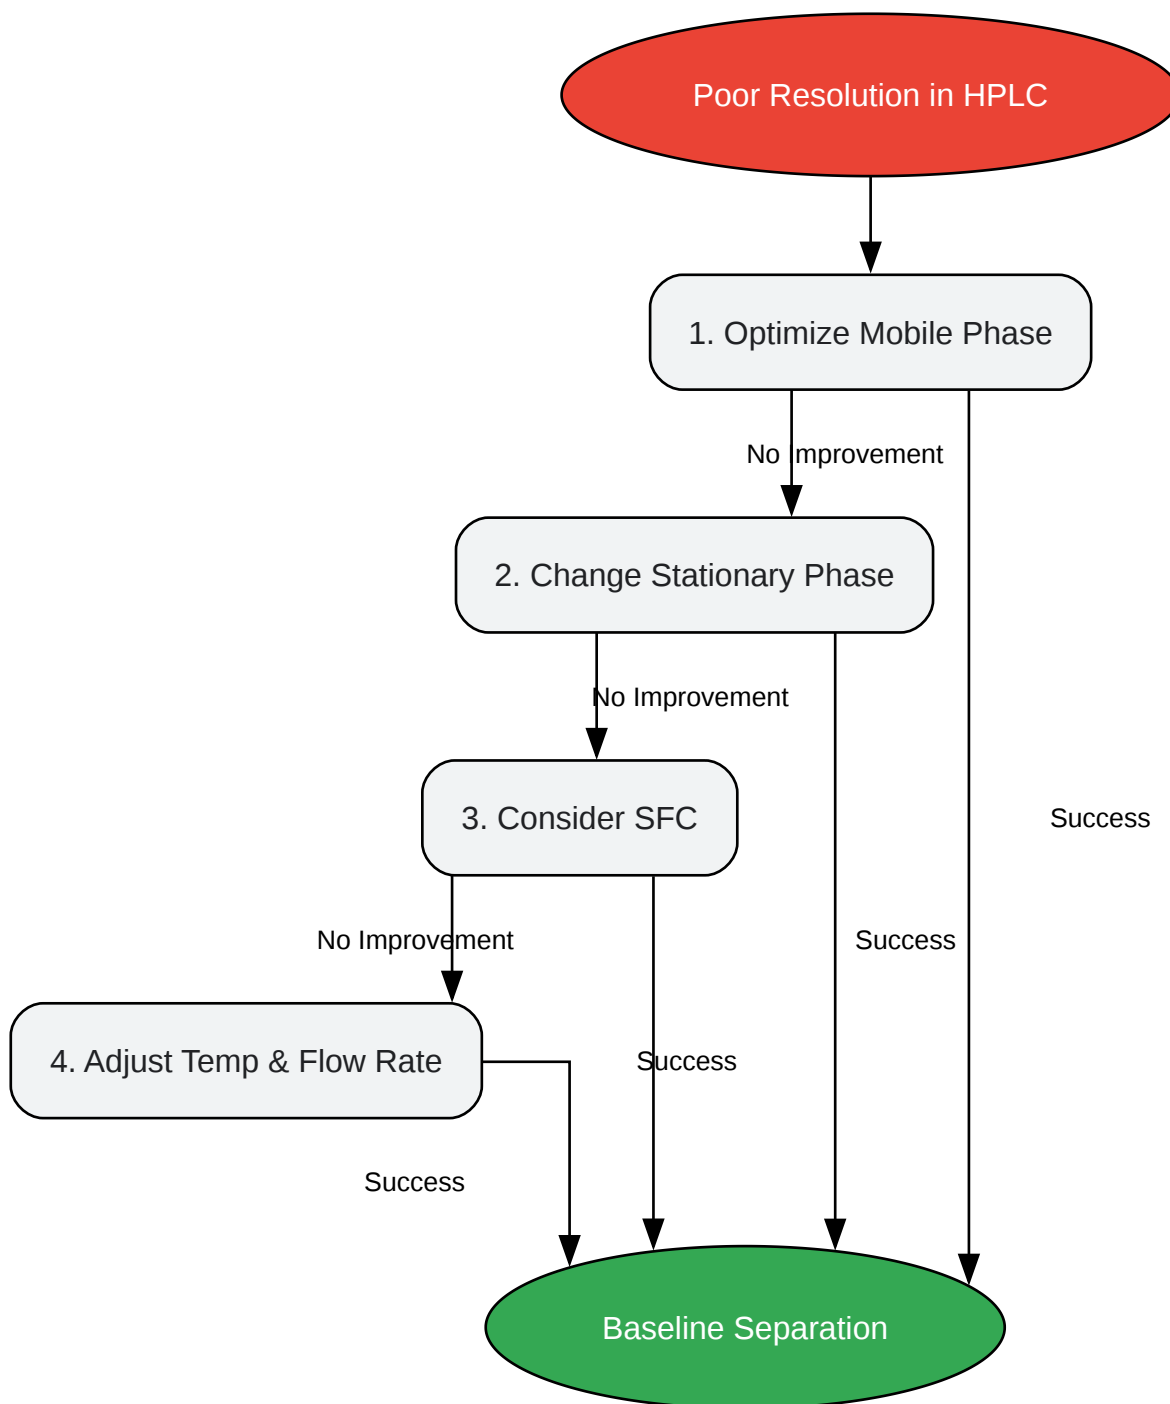 Poor Resolution in HPLC
1. Optimize Mobile Phase
No Improvement
2. Change Stationary Phase
No Improvement
3. Consider SFC
Success
No Improvement
Success
4. Adjust Temp & Flow Rate
Success
Success
Baseline Separation